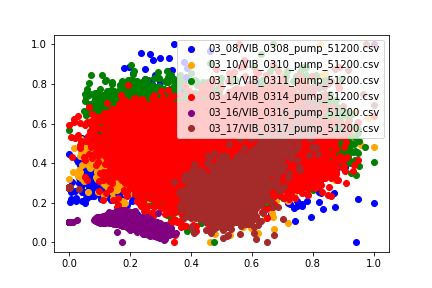 1.0
0.8
0.6
0.4
0.2
0.0
0.0 0.2 0.4 0.6 0.8 1.0
03_08/VIB_0308_pump_51200.csv
03_10/VIB_0310_pump_ 51200.csv
03_11/VIB_0311_pump_51200.csv
03_14/VIB_0314_pump_51200.csv
03_16/VIB_0316_pump_51200.csv
03_17/VIB_0317_pump_51200.csv